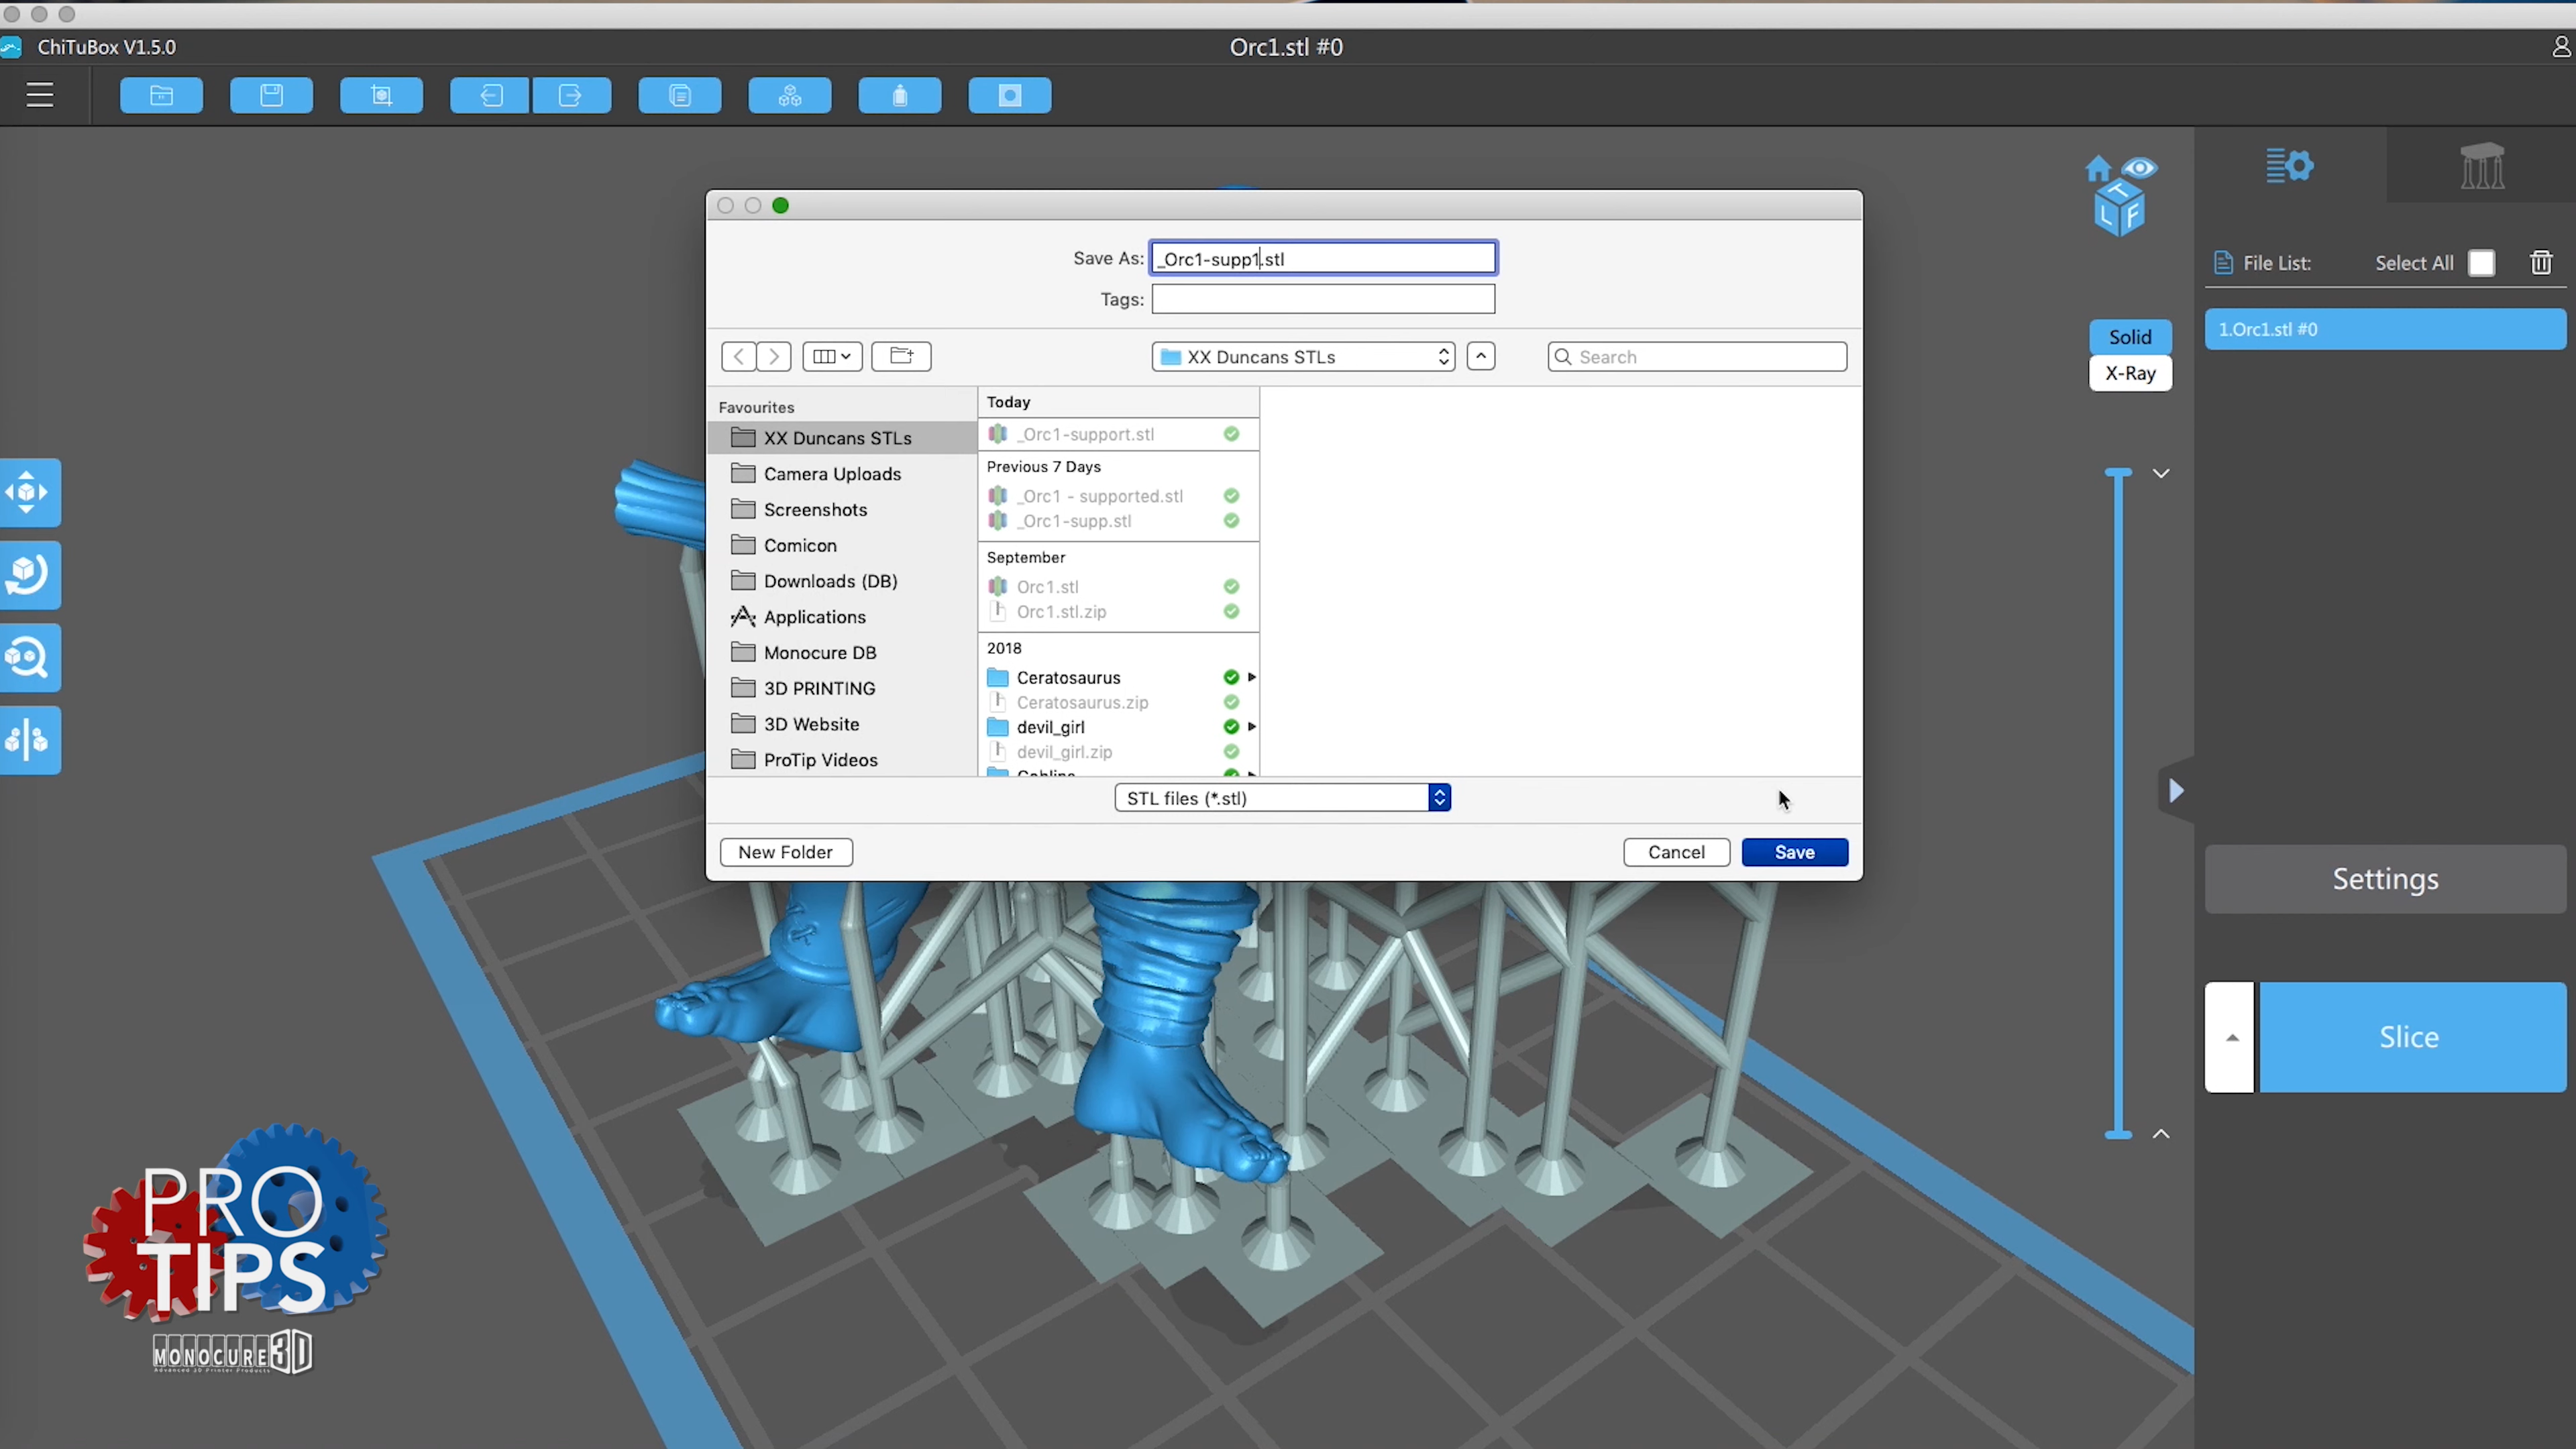 ChiTuBox V1.5.0
Orc1.stl #0
Save As: _Orc1-supp1.stl
Tags:
XX Duncans STLs
Search
Favourites
XX Duncans STLs
Camera Uploads
Screenshots
Comicon
Downloads (DB)
Applications
Monocure DB
3D PRINTING
3D Website
ProTip Videos
Today
_Orc1-support.stl
Previous 7 Days
_Orc1 - supported.stl
_Orc1-supp.stl
September
Orc1.stl
Orc1.stl.zip
2018
Ceratosaurus
Ceratosaurus.zip
devil_girl
devil_girl.zip
STL files (*.stl)
New Folder
Cancel
Save
T
L F
Solid
X-Ray
File List:
Select All
1.Orc1.stl #0
Settings
Slice
PRO
TIPS
MONOCURE3D
Advanced 3D Printer Products